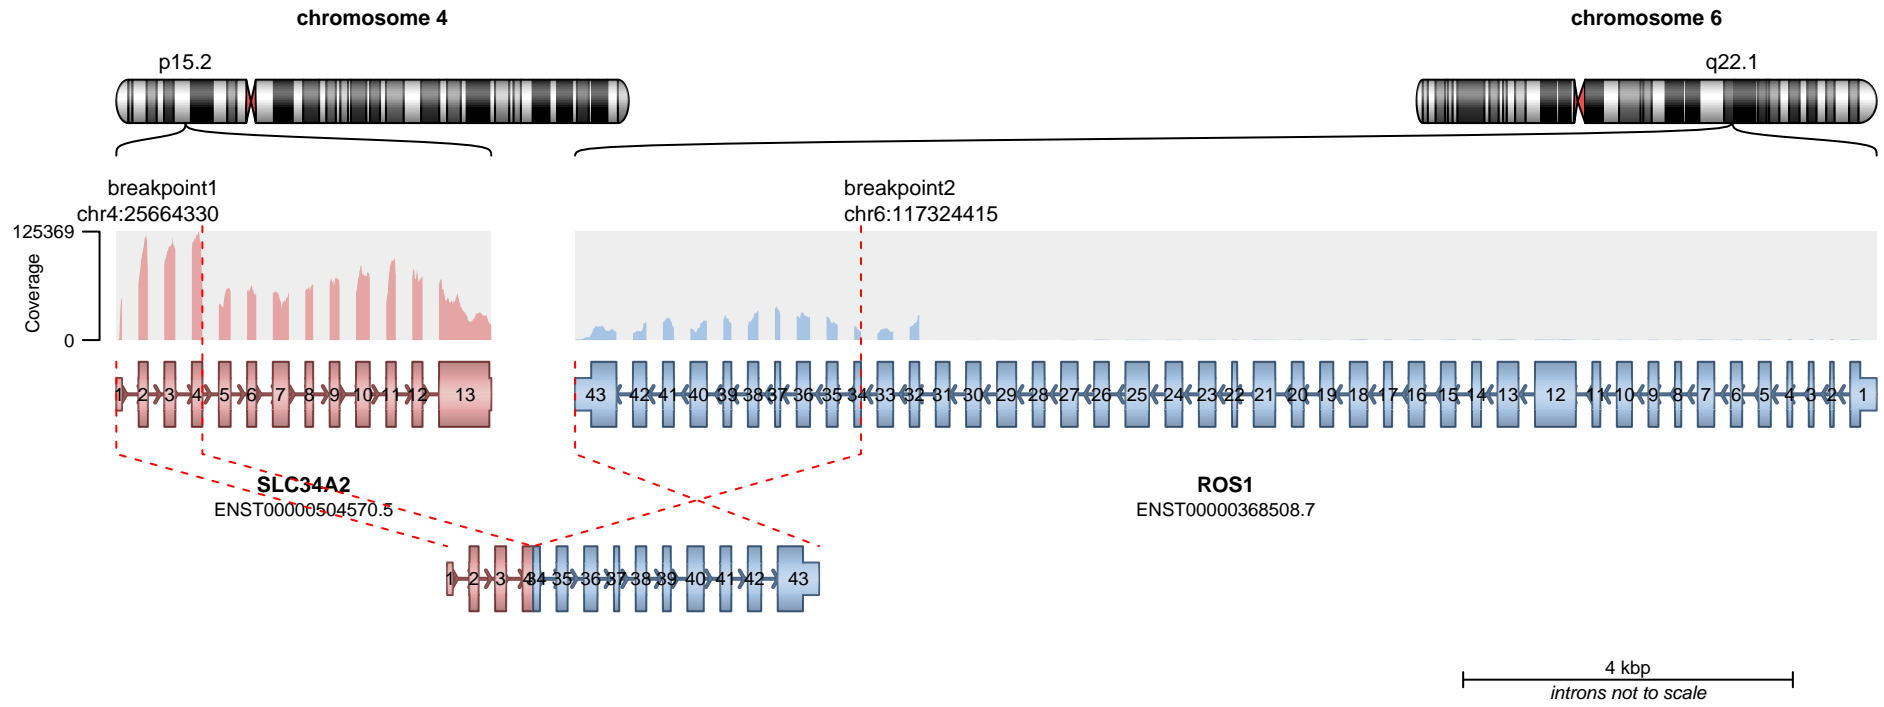 chromosome 4
chromosome 6
p15.2
q22.1
breakpoint1
chr4:25664330
breakpoint2
chr6:117324415
125369
Coverage
0
1 2 3 4 5 6 7 8 9 10 11 12 13
43 42 41 40 39 38 37 36 35 34 33 32 31 30 29 28 27 26 25 24 23 22 21 20 19 18 17 16 15 14 13 12 11 10 9 8 7 6 5 4 3 2 1
SLC34A2
ENST00000504570.5
ROS1
ENST00000368508.7
1 2 3 4 34 35 36 37 38 39 40 41 42 43
4 kbp
introns not to scale